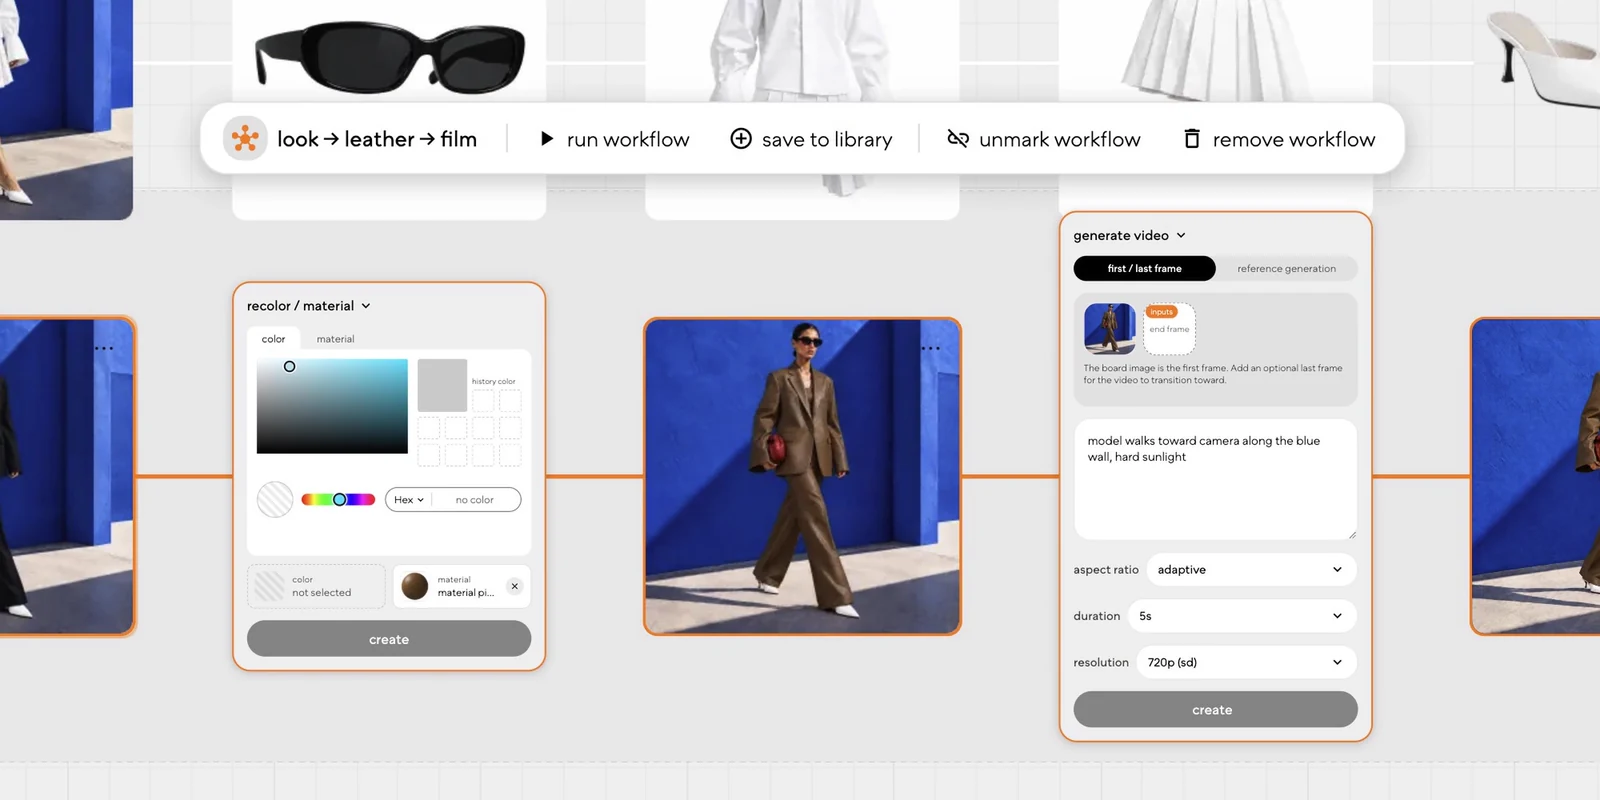 look → leather → film
run workflow
save to library
unmark workflow
remove workflow
recolor / material
color
material
history color
Hex
no color
color
not selected
material
material pi...
create
generate video
first / last frame
reference generation
inputs
end frame
The board image is the first frame. Add an optional last frame
for the video to transition toward.
model walks toward camera along the blue
wall, hard sunlight
aspect ratio
adaptive
duration
5s
resolution
720p (sd)
create